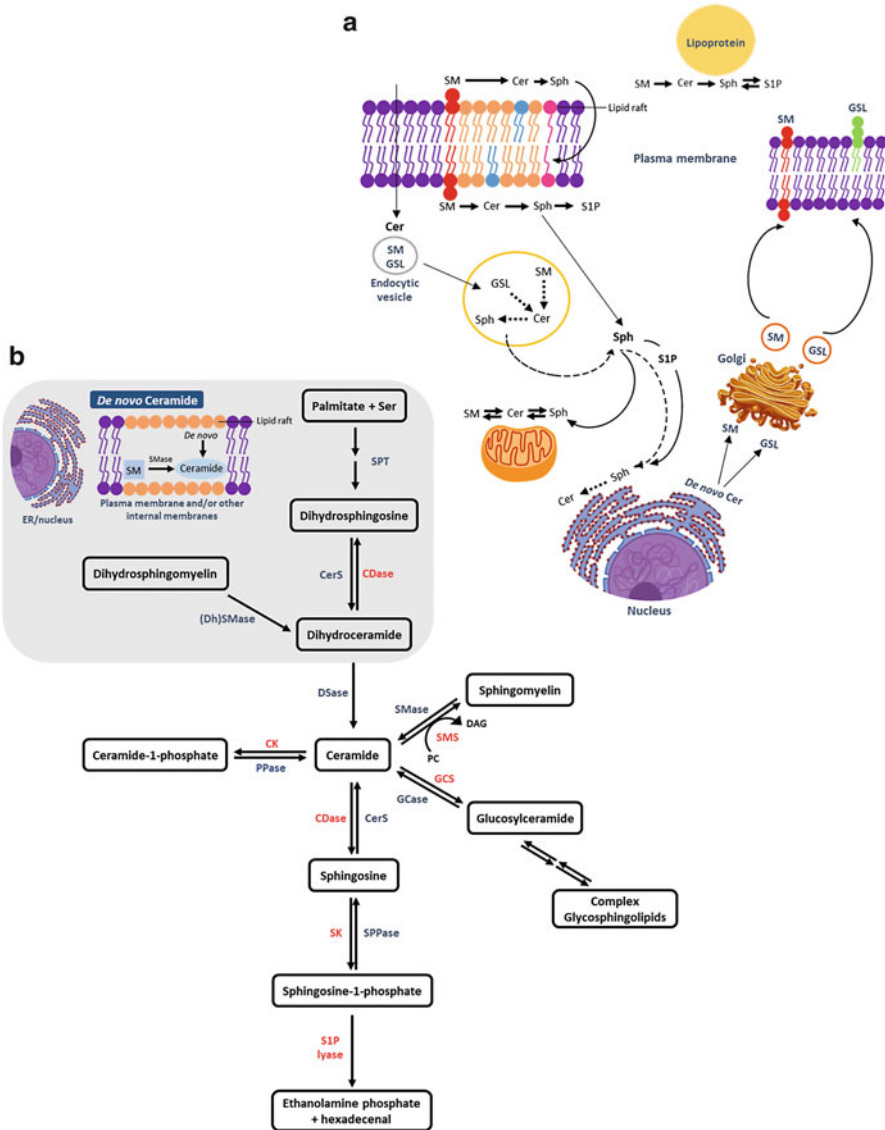 a
Lipoprotein
SM Cer Sph
SM Cer Sph S1P
Lipid raft
SM GSL
Plasma membrane
SM Cer Sph S1P
Cer
SM
GSL
Endocytic
vesicle
SM
GSL
Sph Cer
Sph
S1P
SM
GSL
Golgi
SM
GSL
SM Cer Sph
Sph
Cer
De novo Cer
Nucleus
b
De novo Ceramide
Lipid raft
De novo
SMase
SM
Ceramide
ER/nucleus
Plasma membrane and/or other
internal membranes
Palmitate + Ser
SPT
Dihydrosphingosine
CerS CDase
Dihydrosphingomyelin
(Dh)SMase
Dihydroceramide
DSase
Sphingomyelin
SMase
DAG
SMS
PC
Ceramide-1-phosphate
CK
PPase
Ceramide
GCS
GCase
Glucosylceramide
CDase CerS
Sphingosine
Complex
Glycosphingolipids
SK SPPase
Sphingosine-1-phosphate
S1P
lyase
Ethanolamine phosphate
+ hexadecenal